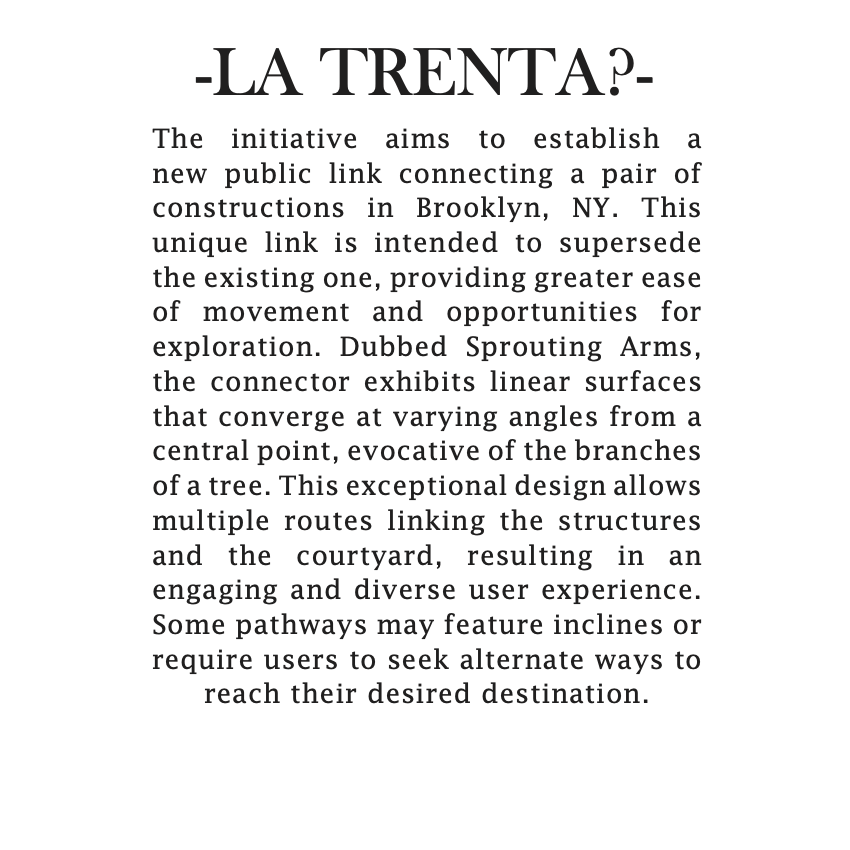 -LA TRENTA?-
The initiative aims to establish a
new public link connecting a pair of
constructions in Brooklyn, NY. This
unique link is intended to supersede
the existing one, providing greater ease
of movement and opportunities for
exploration. Dubbed Sprouting Arms,
the connector exhibits linear surfaces
that converge at varying angles from a
central point, evocative of the branches
of a tree. This exceptional design allows
multiple routes linking the structures
and the courtyard, resulting in an
engaging and diverse user experience.
Some pathways may feature inclines or
require users to seek alternate ways to
reach their desired destination.